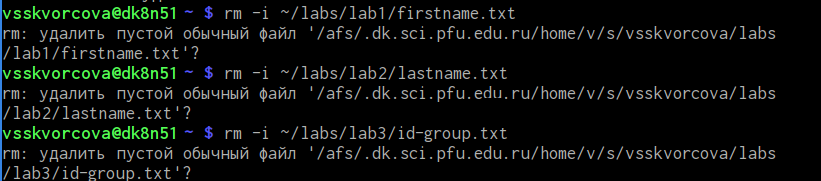 vsskvorcova@dk8n51 ~ $ rm -i ~/labs/lab1/firstname.txt
rm: удалить пустой обычный файл '/afs/.dk.sci.pfu.edu.ru/home/v/s/vsskvorcova/labs
/lab1/firstname.txt'?
vsskvorcova@dk8n51 ~ $ rm -i ~/labs/lab2/lastname.txt
rm: удалить пустой обычный файл '/afs/.dk.sci.pfu.edu.ru/home/v/s/vsskvorcova/labs
/lab2/lastname.txt'?
vsskvorcova@dk8n51 ~ $ rm -i ~/labs/lab3/id-group.txt
rm: удалить пустой обычный файл '/afs/.dk.sci.pfu.edu.ru/home/v/s/vsskvorcova/labs
/lab3/id-group.txt'?